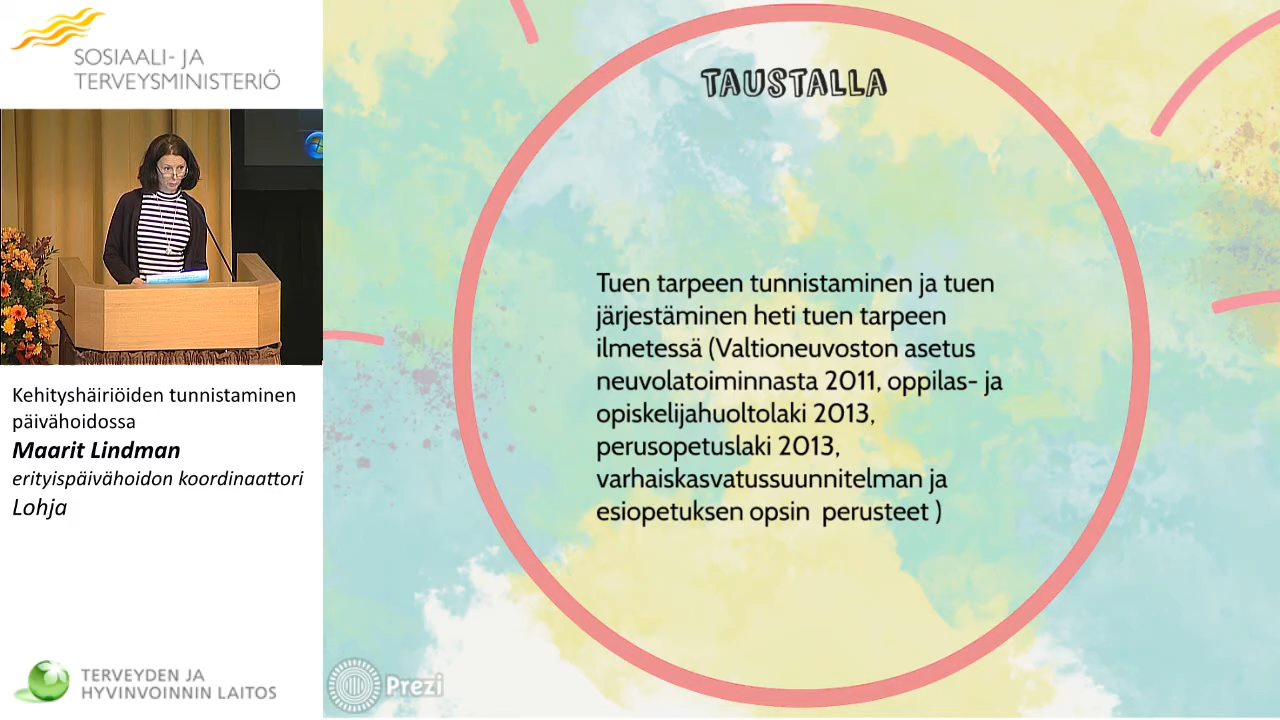 SOSIAALI- JA
TERVEYSMINISTERIÖ
Kehityshäiriöiden tunnistaminen
päivähoidossa
Maarit Lindman
erityispäivähoidon koordinaattori
Lohja
TERVEYDEN JA
HYVINVOINNIN LAITOS
TAUSTALLA
Tuen tarpeen tunnistaminen ja tuen
järjestäminen heti tuen tarpeen
ilmetessä (Valtioneuvoston asetus
neuvolatoiminnasta 2011, oppilas- ja
opiskelijahuoltolaki 2013,
perusopetuslaki 2013,
varhaiskasvatussuunnitelman ja
esiopetuksen opsin  perusteet )
Prezi